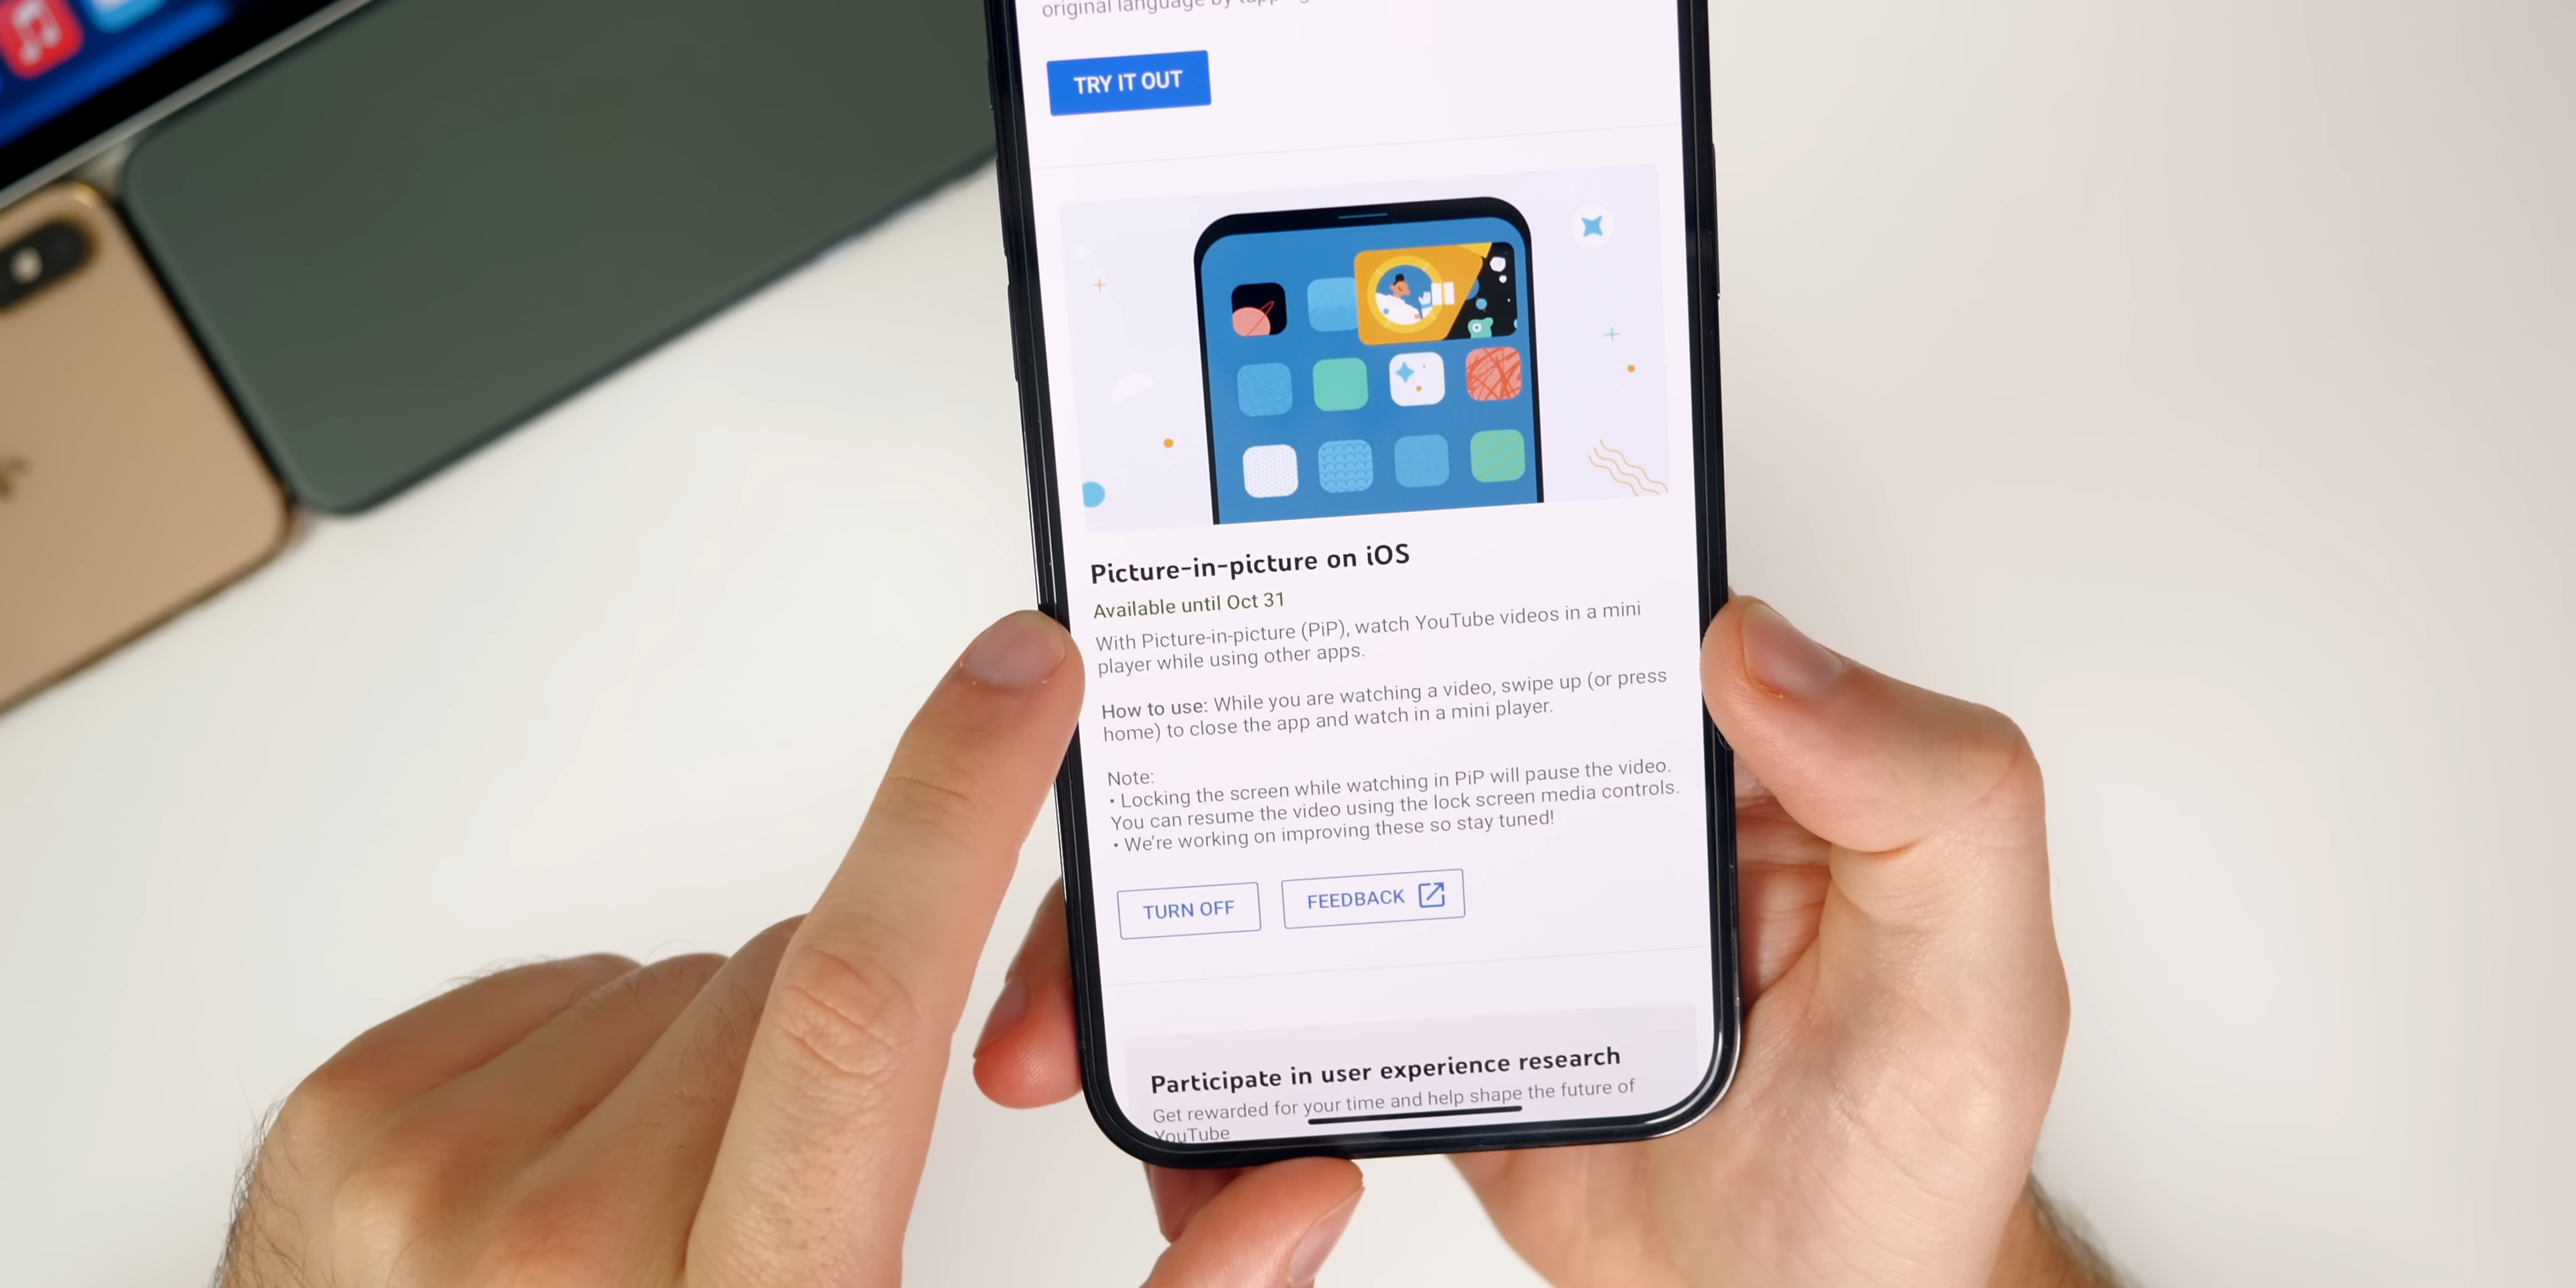 original language by tapping
TRY IT OUT
Picture-in-picture on iOS
Available until Oct 31
With Picture-in-picture (PiP), watch YouTube videos in a mini
player while using other apps.
How to use: While you are watching a video, swipe up (or press
home) to close the app and watch in a mini player.
Note:
• Locking the screen while watching in PiP will pause the video.
You can resume the video using the lock screen media controls.
• We're working on improving these so stay tuned!
TURN OFF
FEEDBACK
Participate in user experience research
Get rewarded for your time and help shape the future of
YouTube